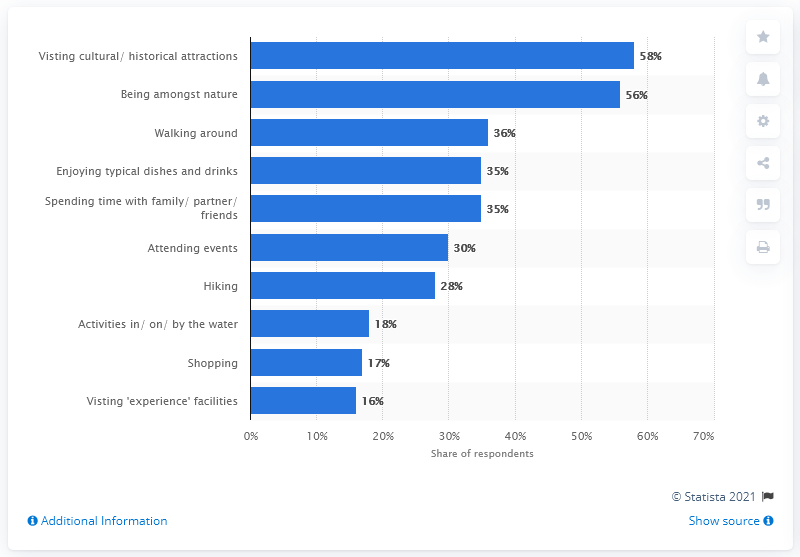 Visting cultural/ historical attractions 58%
Being amongst nature 56%
Walking around 36%
Enjoying typical dishes and drinks 35%
Spending time with family/ partner/
friends 35%
Attending events 30%
Hiking 28%
Activities in/ on/ by the water 18%
Shopping 17%
Visting 'experience' facilities 16%
0% 10% 20% 30% 40% 50% 60% 70%
Share of respondents
© Statista 2021
Additional Information Show source